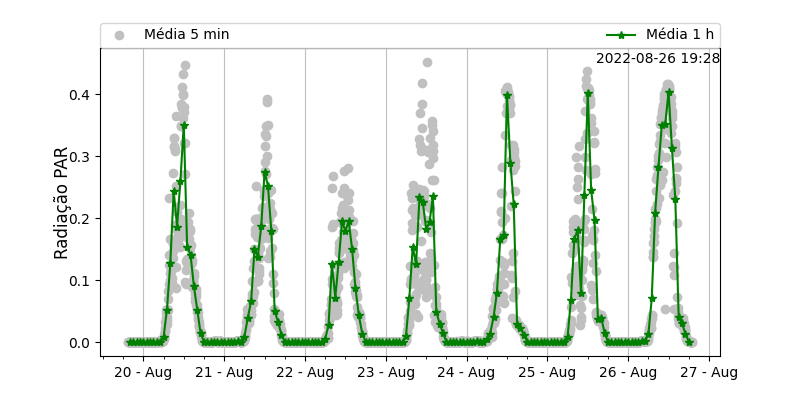 Média 5 min
Média 1 h
2022-08-26 19:28
Radiação PAR
0.4
0.3
0.2
0.1
0.0
20 - Aug
21 - Aug
22 - Aug
23 - Aug
24 - Aug
25 - Aug
26 - Aug
27 - Aug